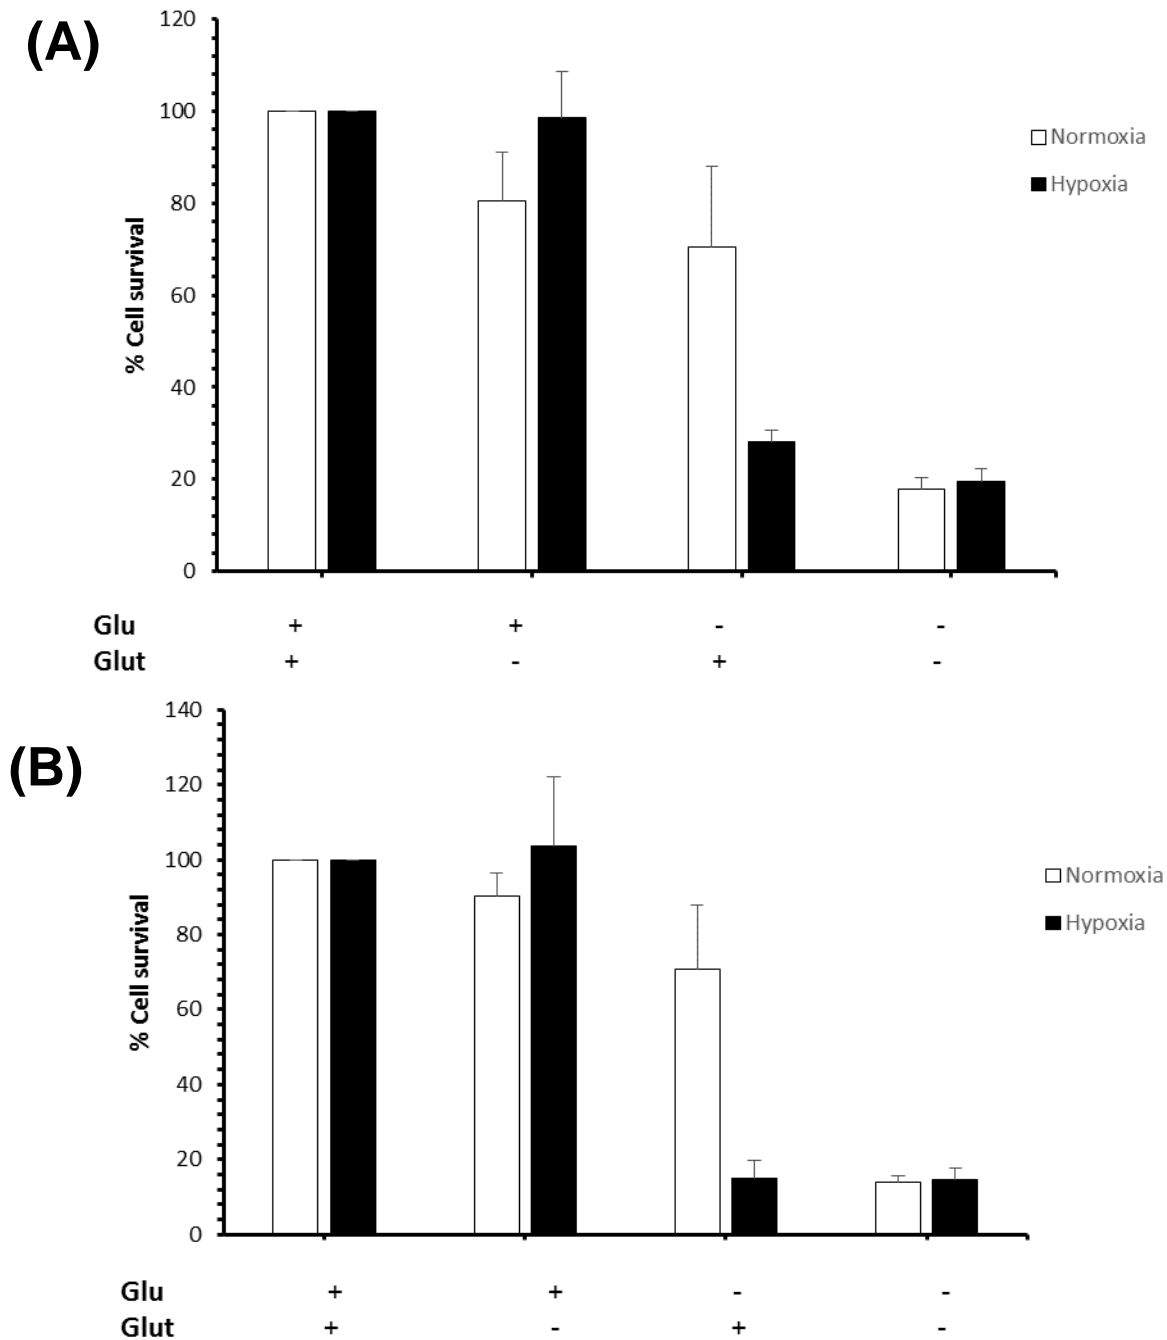 (A)
120
100
80
60
40
20
0
% Cell survival
Normoxia
Hypoxia
Glu + + - -
Glut + - + -
(B)
140
120
100
80
60
40
20
0
% Cell survival
Normoxia
Hypoxia
Glu + + - -
Glut + - + -